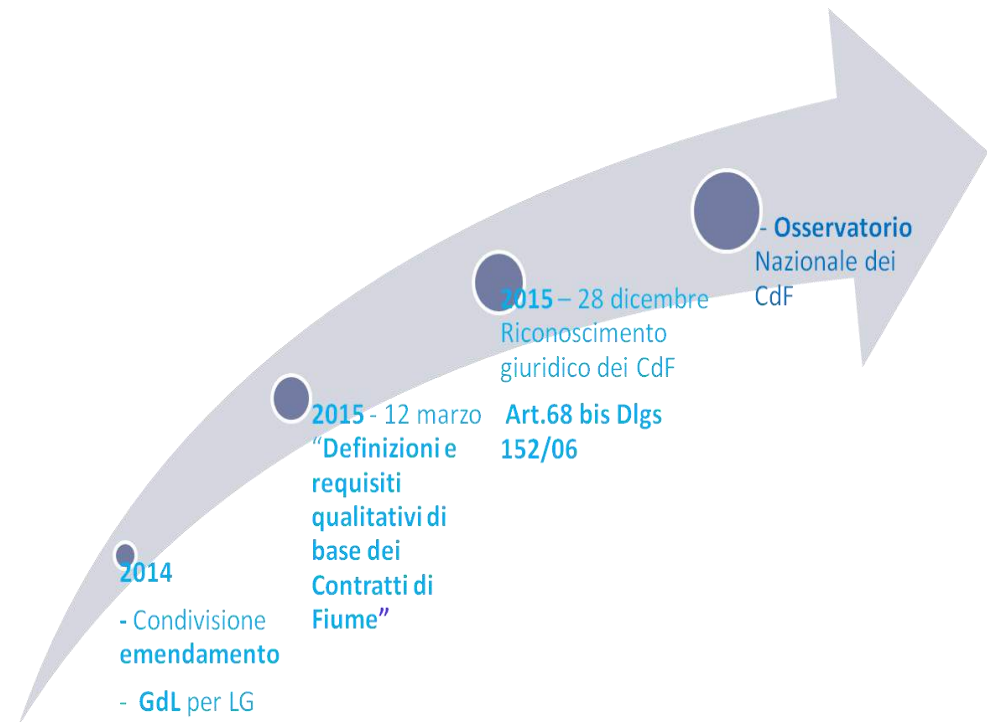 2014
- Condivisione
emendamento
- GdL per LG
2015 - 12 marzo
“Definizioni e
requisiti
qualitativi di
base dei
Contratti di
Fiume”
2015 – 28 dicembre
Riconoscimento
giuridico dei CdF
Art.68 bis Dlgs
152/06
- Osservatorio
Nazionale dei
CdF